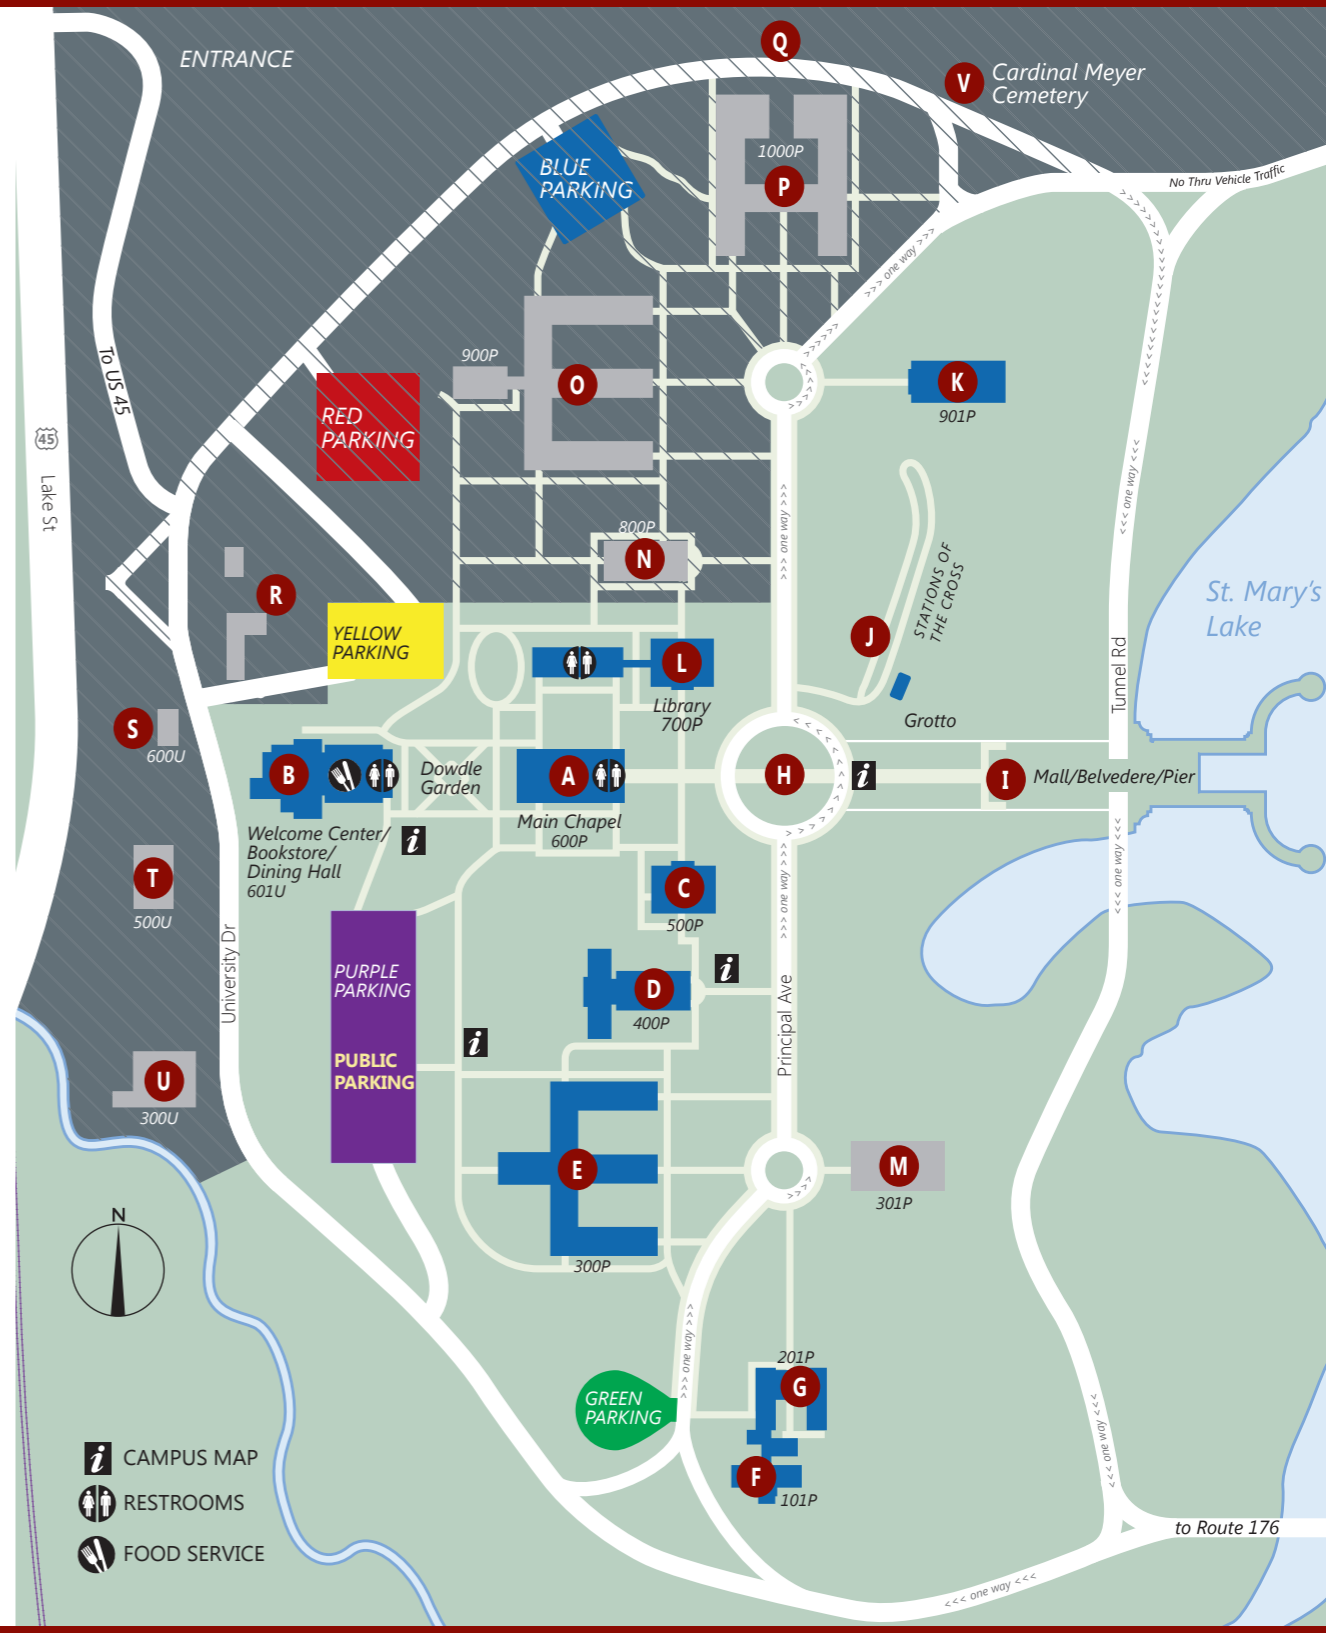 Q
ENTRANCE
V
Cardinal Meyer
Cemetery
1000P
P
BLUE
PARKING
No Thru Vehicle Traffic
>>> one way >>>
To US 45
900P
O
K
901P
RED
PARKING
45
Lake St
>>>> one way >>>>
<<< one way <<<
800P
N
R
STATIONS OF
THE CROSS
St. Mary's
Lake
YELLOW
PARKING
J
L
Library
700P
Tunnel Rd
Grotto
S
600U
B
Dowdle
Garden
A
H
i
I
Mall/Belvedere/Pier
Main Chapel
600P
Welcome Center/
Bookstore/
Dining Hall
601U
i
T
500U
C
500P
>>> one way >>>
<<< one way <<<
University Dr
PURPLE
PARKING
D
400P
i
Principal Ave
i
PUBLIC
PARKING
U
300U
E
300P
M
301P
N
>>> one way >>>
201P
G
GREEN
PARKING
F
101P
<<< one way <<<
i CAMPUS MAP
RESTROOMS
FOOD SERVICE
to Route 176
<<< one way <<<